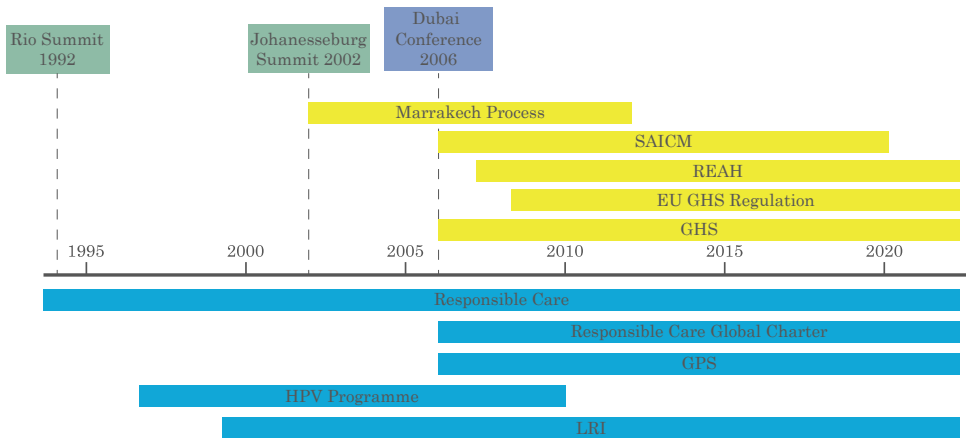 Rio Summit
1992
Johanesseburg
Summit 2002
Dubai
Conference
2006
Marrakech Process
SAICM
REAH
EU GHS Regulation
GHS
1995 2000 2005 2010 2015 2020
Responsible Care
Responsible Care Global Charter
GPS
HPV Programme
LRI